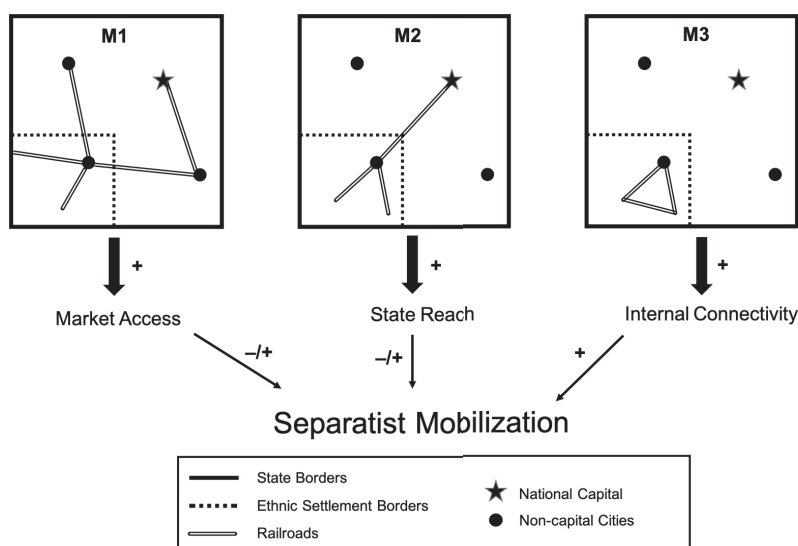 M1
M2
M3
+
+
+
Market Access
State Reach
Internal Connectivity
–/+
–/+
+
Separatist Mobilization
State Borders
Ethnic Settlement Borders
Railroads
National Capital
Non-capital Cities